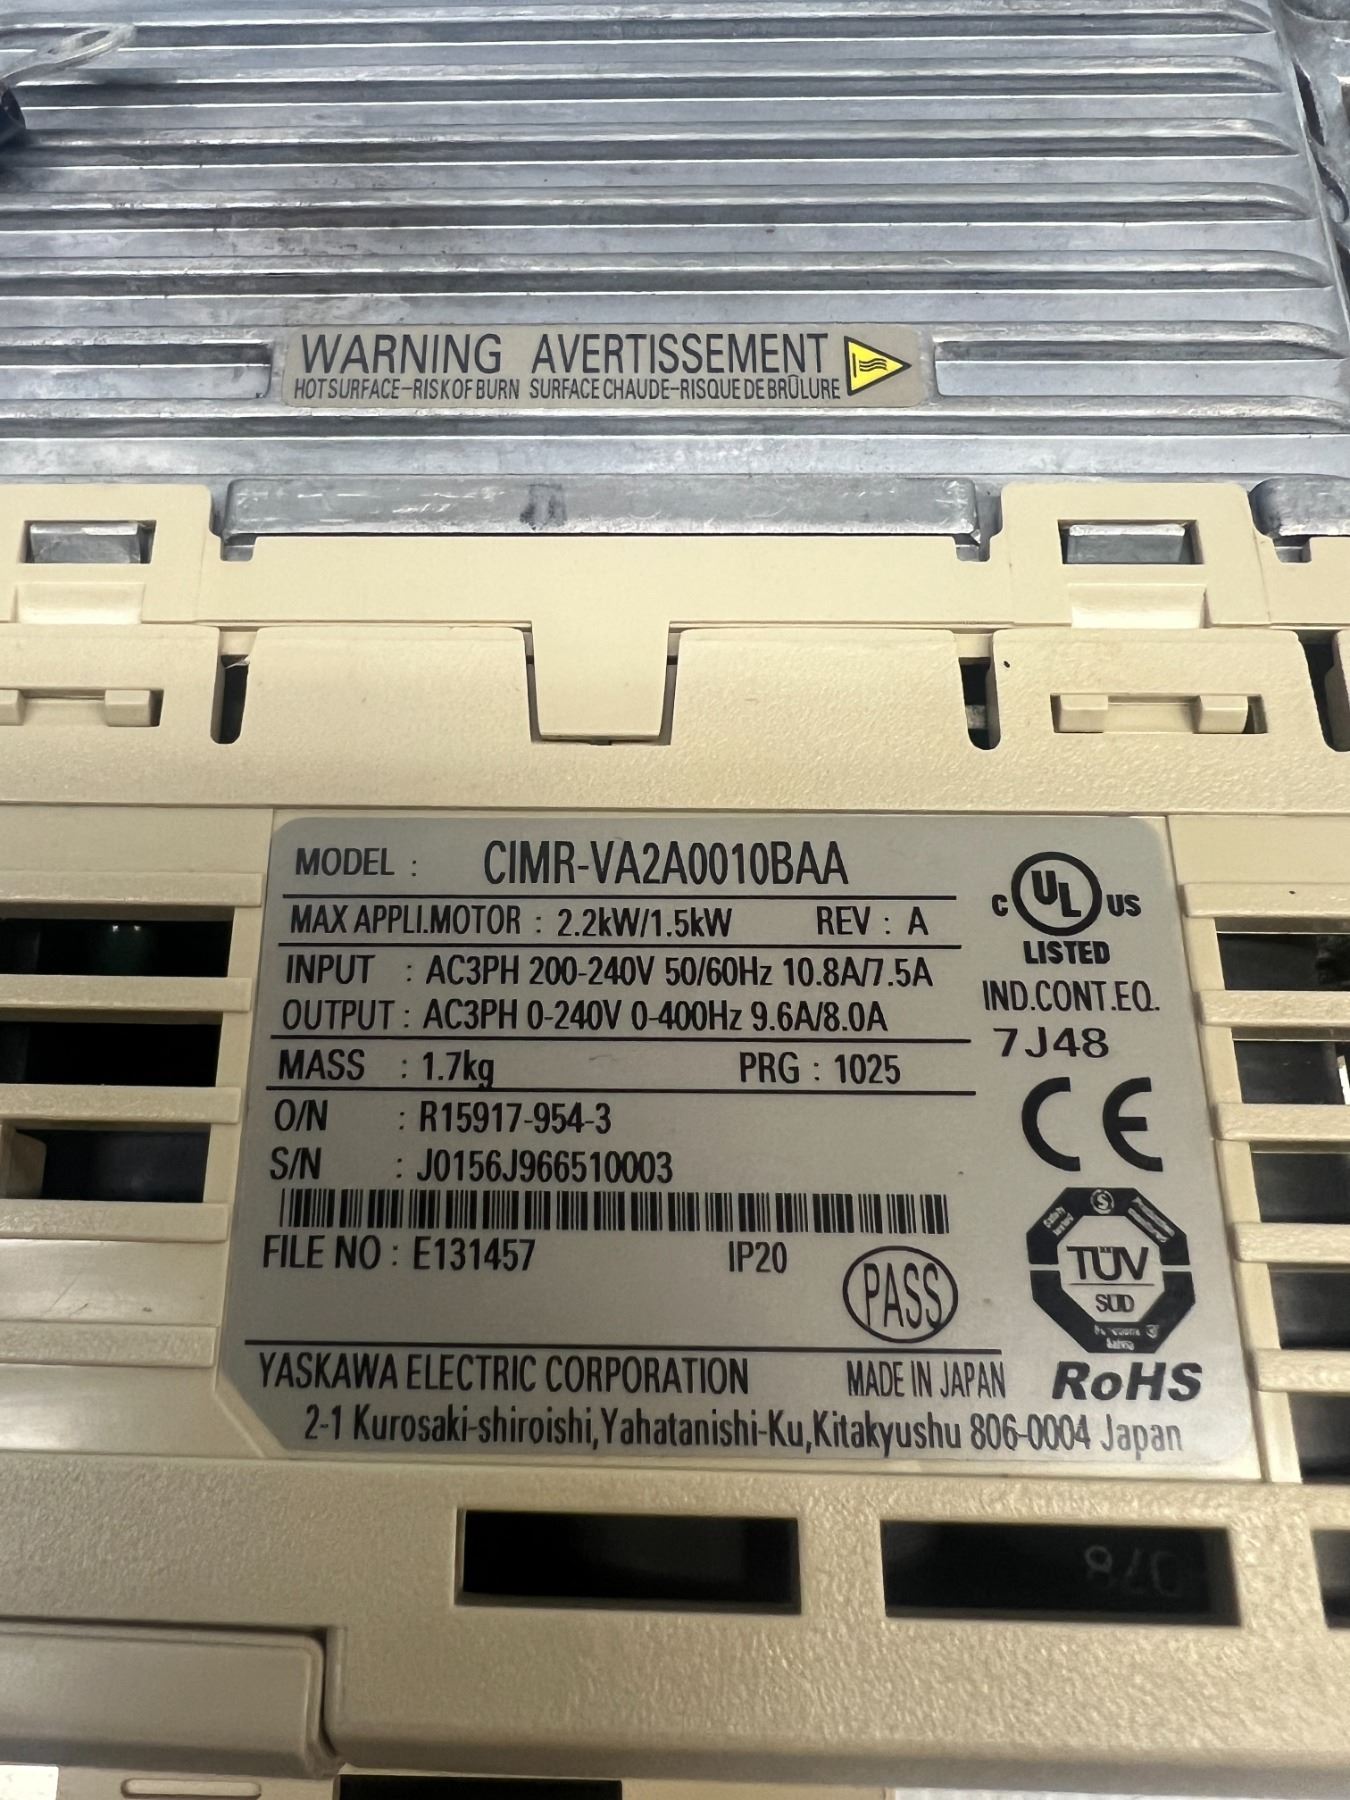 WARNING AVERTISSEMENT
HOT SURFACE-RISK OF BURN SURFACE CHAUDE-RISQUE DE BRÛLURE
MODEL : CIMR-VA2A0010BAA
MAX APPLI.MOTOR : 2.2kW/1.5kW REV : A
INPUT : AC3PH 200-240V 50/60Hz 10.8A/7.5A
OUTPUT : AC3PH 0-240V 0-400Hz 9.6A/8.0A
MASS : 1.7kg PRG : 1025
O/N : R15917-954-3
S/N : J0156J966510003
FILE NO : E131457 IP20
PASS
C UL US
LISTED
IND.CONT.EQ.
7J48
CE
TÜV
SÜD
RoHS
YASKAWA ELECTRIC CORPORATION MADE IN JAPAN
2-1 Kurosaki-shiroishi,Yahatanishi-Ku,Kitakyushu 806-0004 Japan